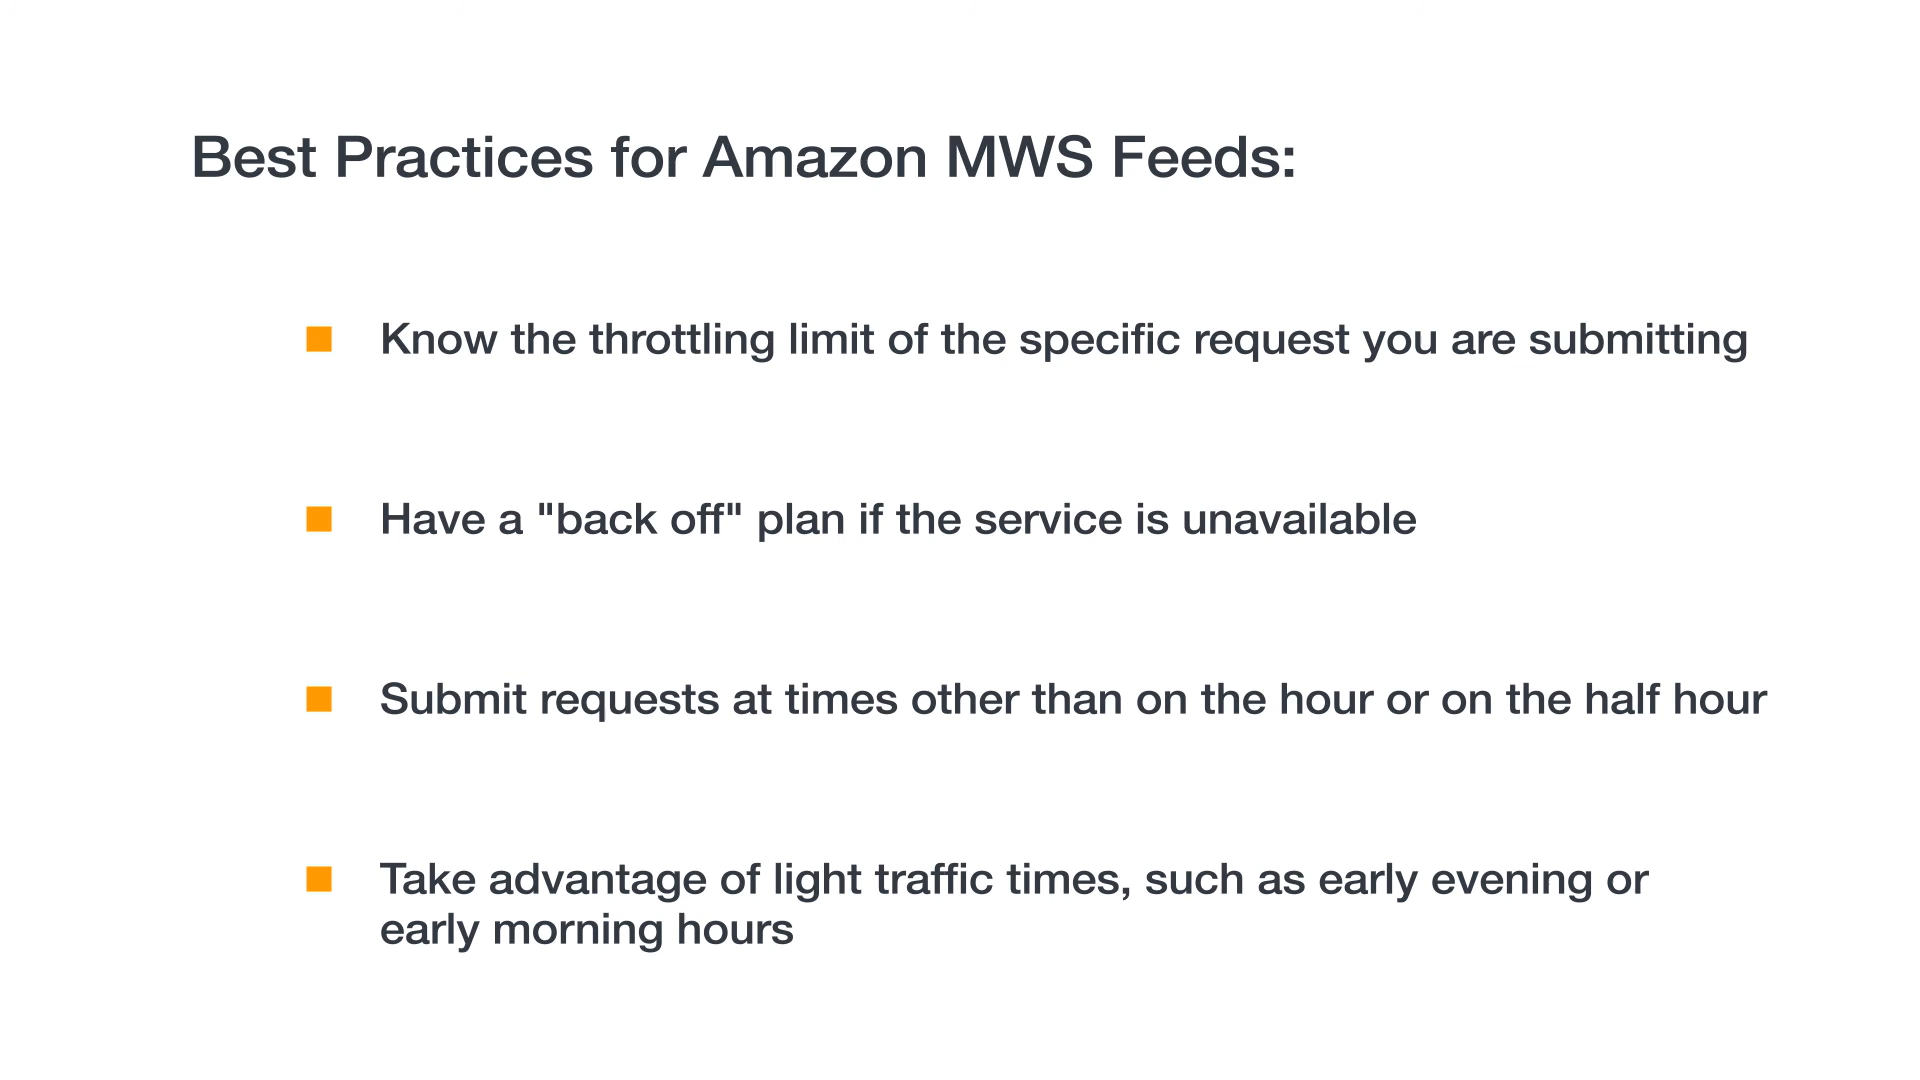 Best Practices for Amazon MWS Feeds:
Know the throttling limit of the specific request you are submitting
Have a "back off" plan if the service is unavailable
Submit requests at times other than on the hour or on the half hour
Take advantage of light traffic times, such as early evening or
early morning hours